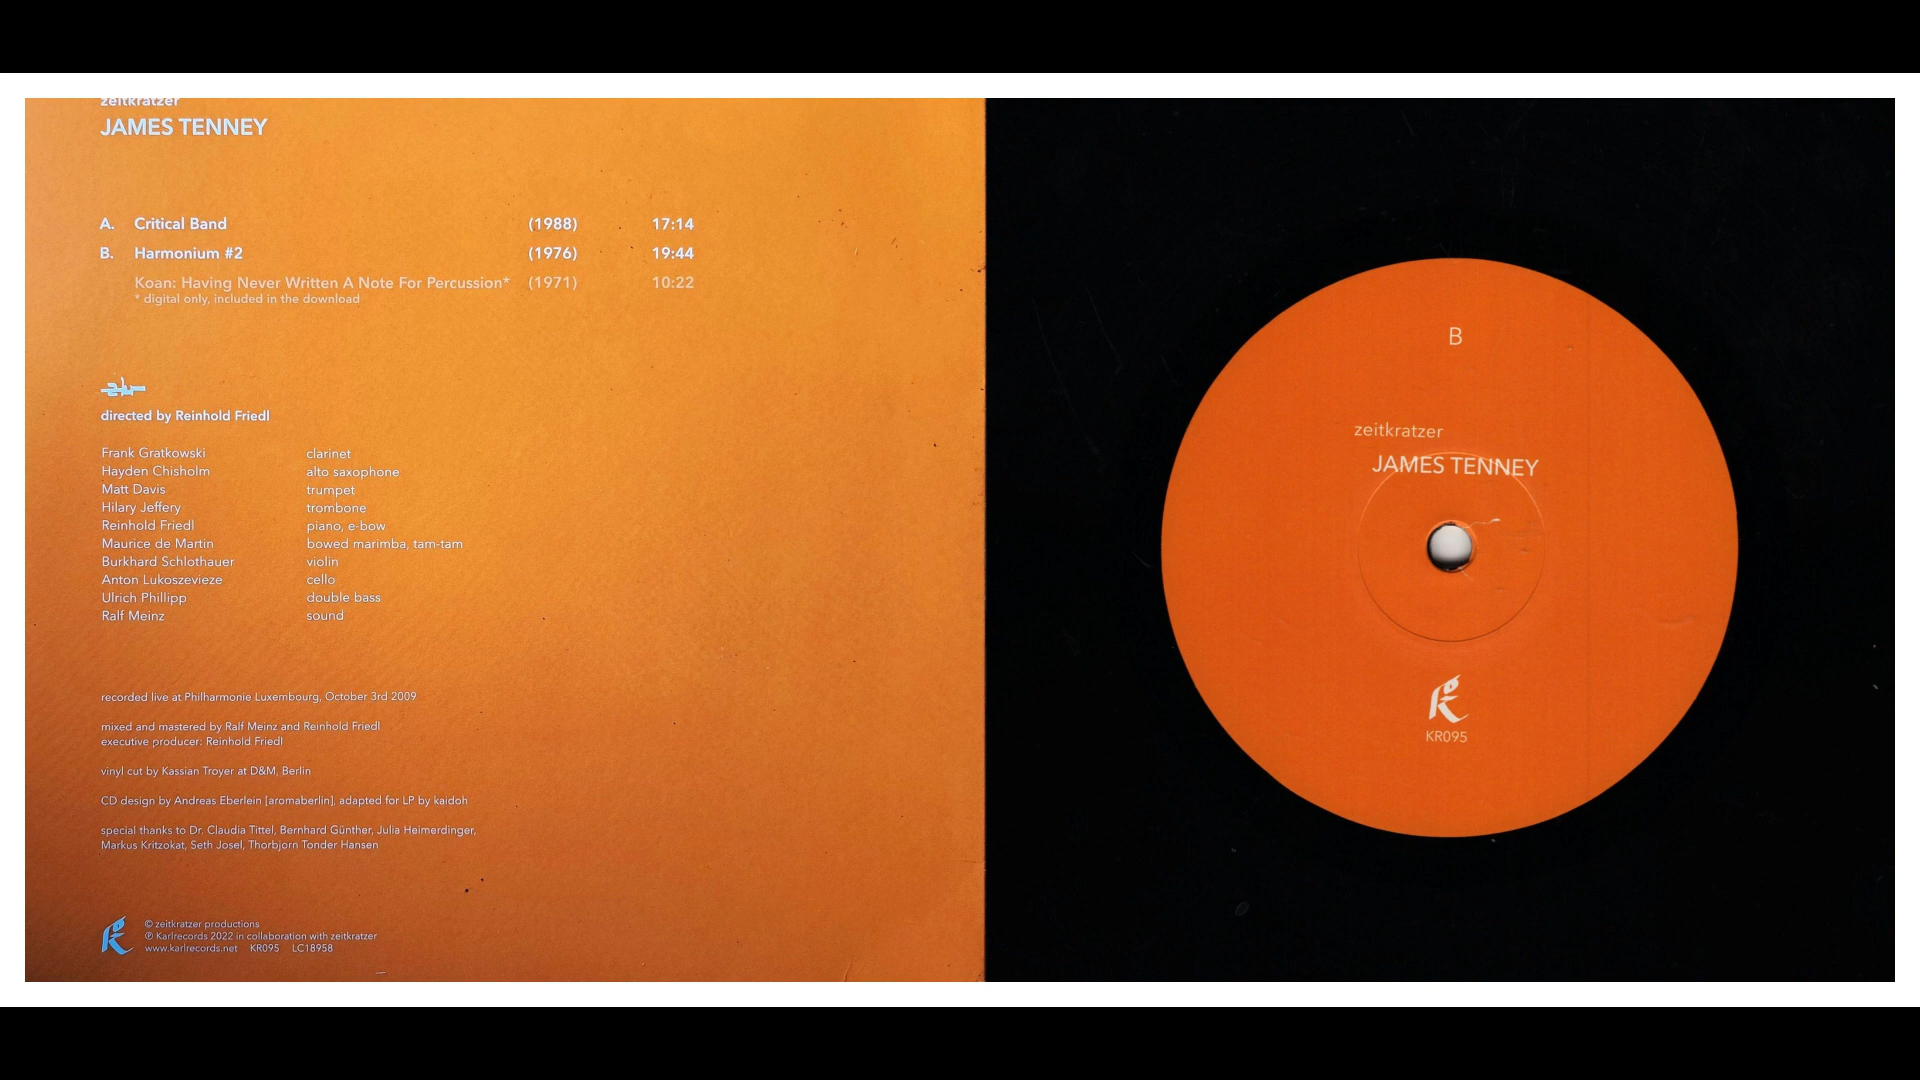 zeitkratzer
JAMES TENNEY
A. Critical Band (1988) 17:14
B. Harmonium #2 (1976) 19:44
Koan: Having Never Written A Note For Percussion* (1971) 10:22
* digital only, included in the download
directed by Reinhold Friedl
Frank Gratkowski clarinet
Hayden Chisholm alto saxophone
Matt Davis trumpet
Hilary Jeffery trombone
Reinhold Friedl piano, e-bow
Maurice de Martin bowed marimba, tam-tam
Burkhard Schlothauer violin
Anton Lukoszevieze cello
Ulrich Phillipp double bass
Ralf Meinz sound
recorded live at Philharmonie Luxembourg, October 3rd 2009
mixed and mastered by Ralf Meinz and Reinhold Friedl
executive producer: Reinhold Friedl
vinyl cut by Kassian Troyer at D&M, Berlin
CD design by Andreas Eberlein [aromaberlin], adapted for LP by kaidoh
special thanks to Dr. Claudia Tittel, Bernhard Günther, Julia Heimerdinger,
Markus Kritzokat, Seth Josel, Thorbjorn Tonder Hansen
© zeitkratzer productions
℗ Karlrecords 2022 in collaboration with zeitkratzer
www.karlrecords.net KR095 LC18958
B
zeitkratzer
JAMES TENNEY
KR095